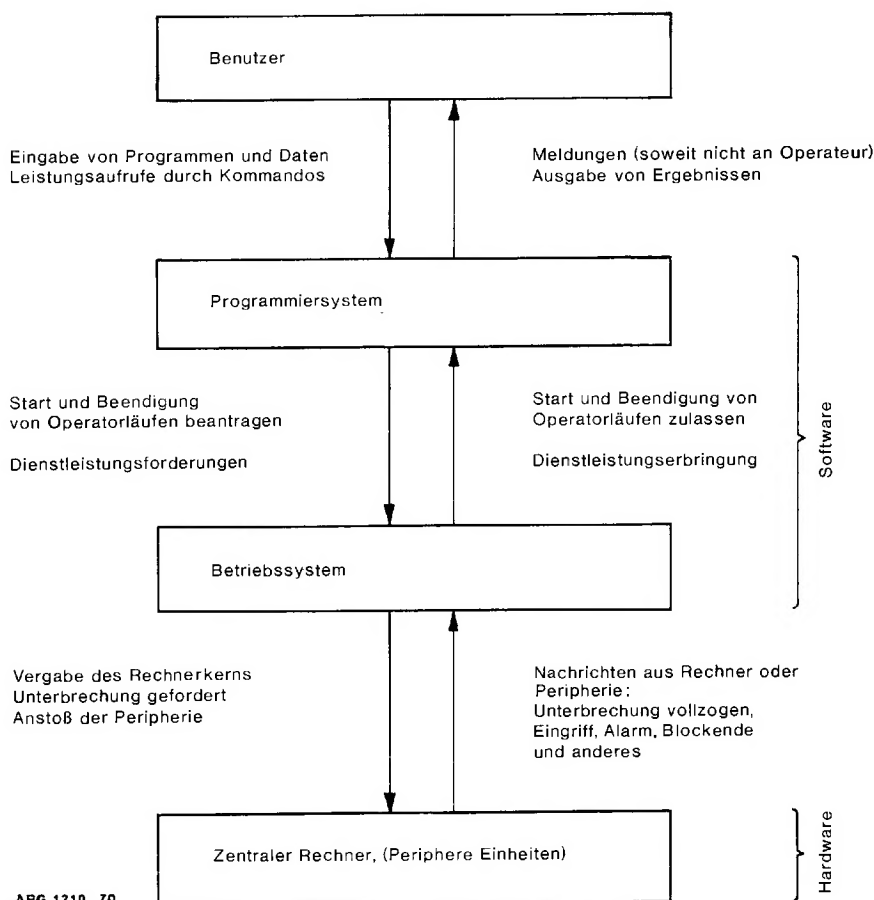 Benutzer
Eingabe von Programmen und Daten
Leistungsaufrufe durch Kommandos
Meldungen (soweit nicht an Operateur)
Ausgabe von Ergebnissen
Programmiersystem
Start und Beendigung
von Operatorläufen beantragen
Dienstleistungsforderungen
Start und Beendigung von
Operatorläufen zulassen
Dienstleistungserbringung
Software
Betriebssystem
Vergabe des Rechnerkerns
Unterbrechung gefordert
Anstoß der Peripherie
Nachrichten aus Rechner oder
Peripherie:
Unterbrechung vollzogen,
Eingriff, Alarm, Blockende
und anderes
Zentraler Rechner, (Periphere Einheiten)
Hardware